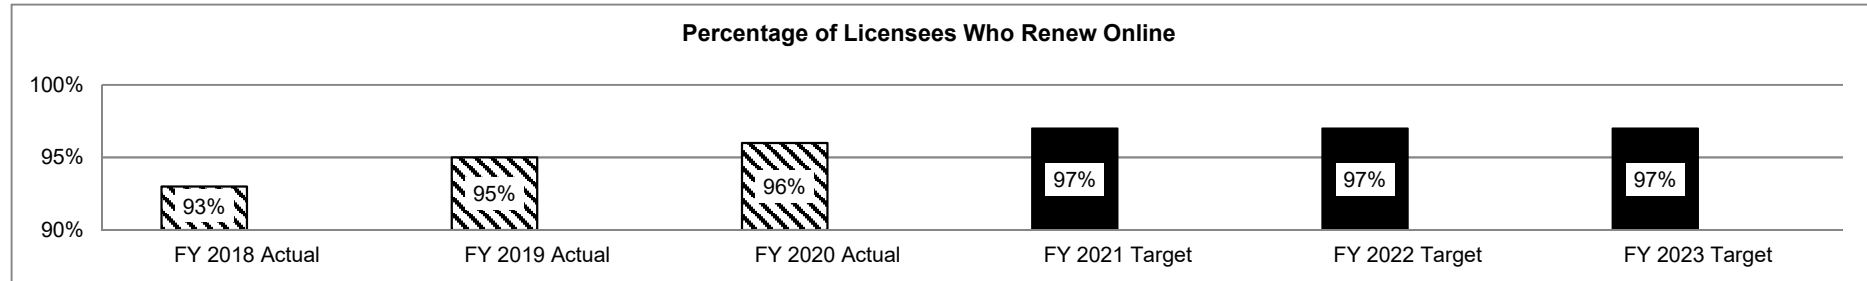 Percentage of Licensees Who Renew Online
100%
95%
90%
93%
95%
96%
97%
97%
97%
FY 2018 Actual
FY 2019 Actual
FY 2020 Actual
FY 2021 Target
FY 2022 Target
FY 2023 Target